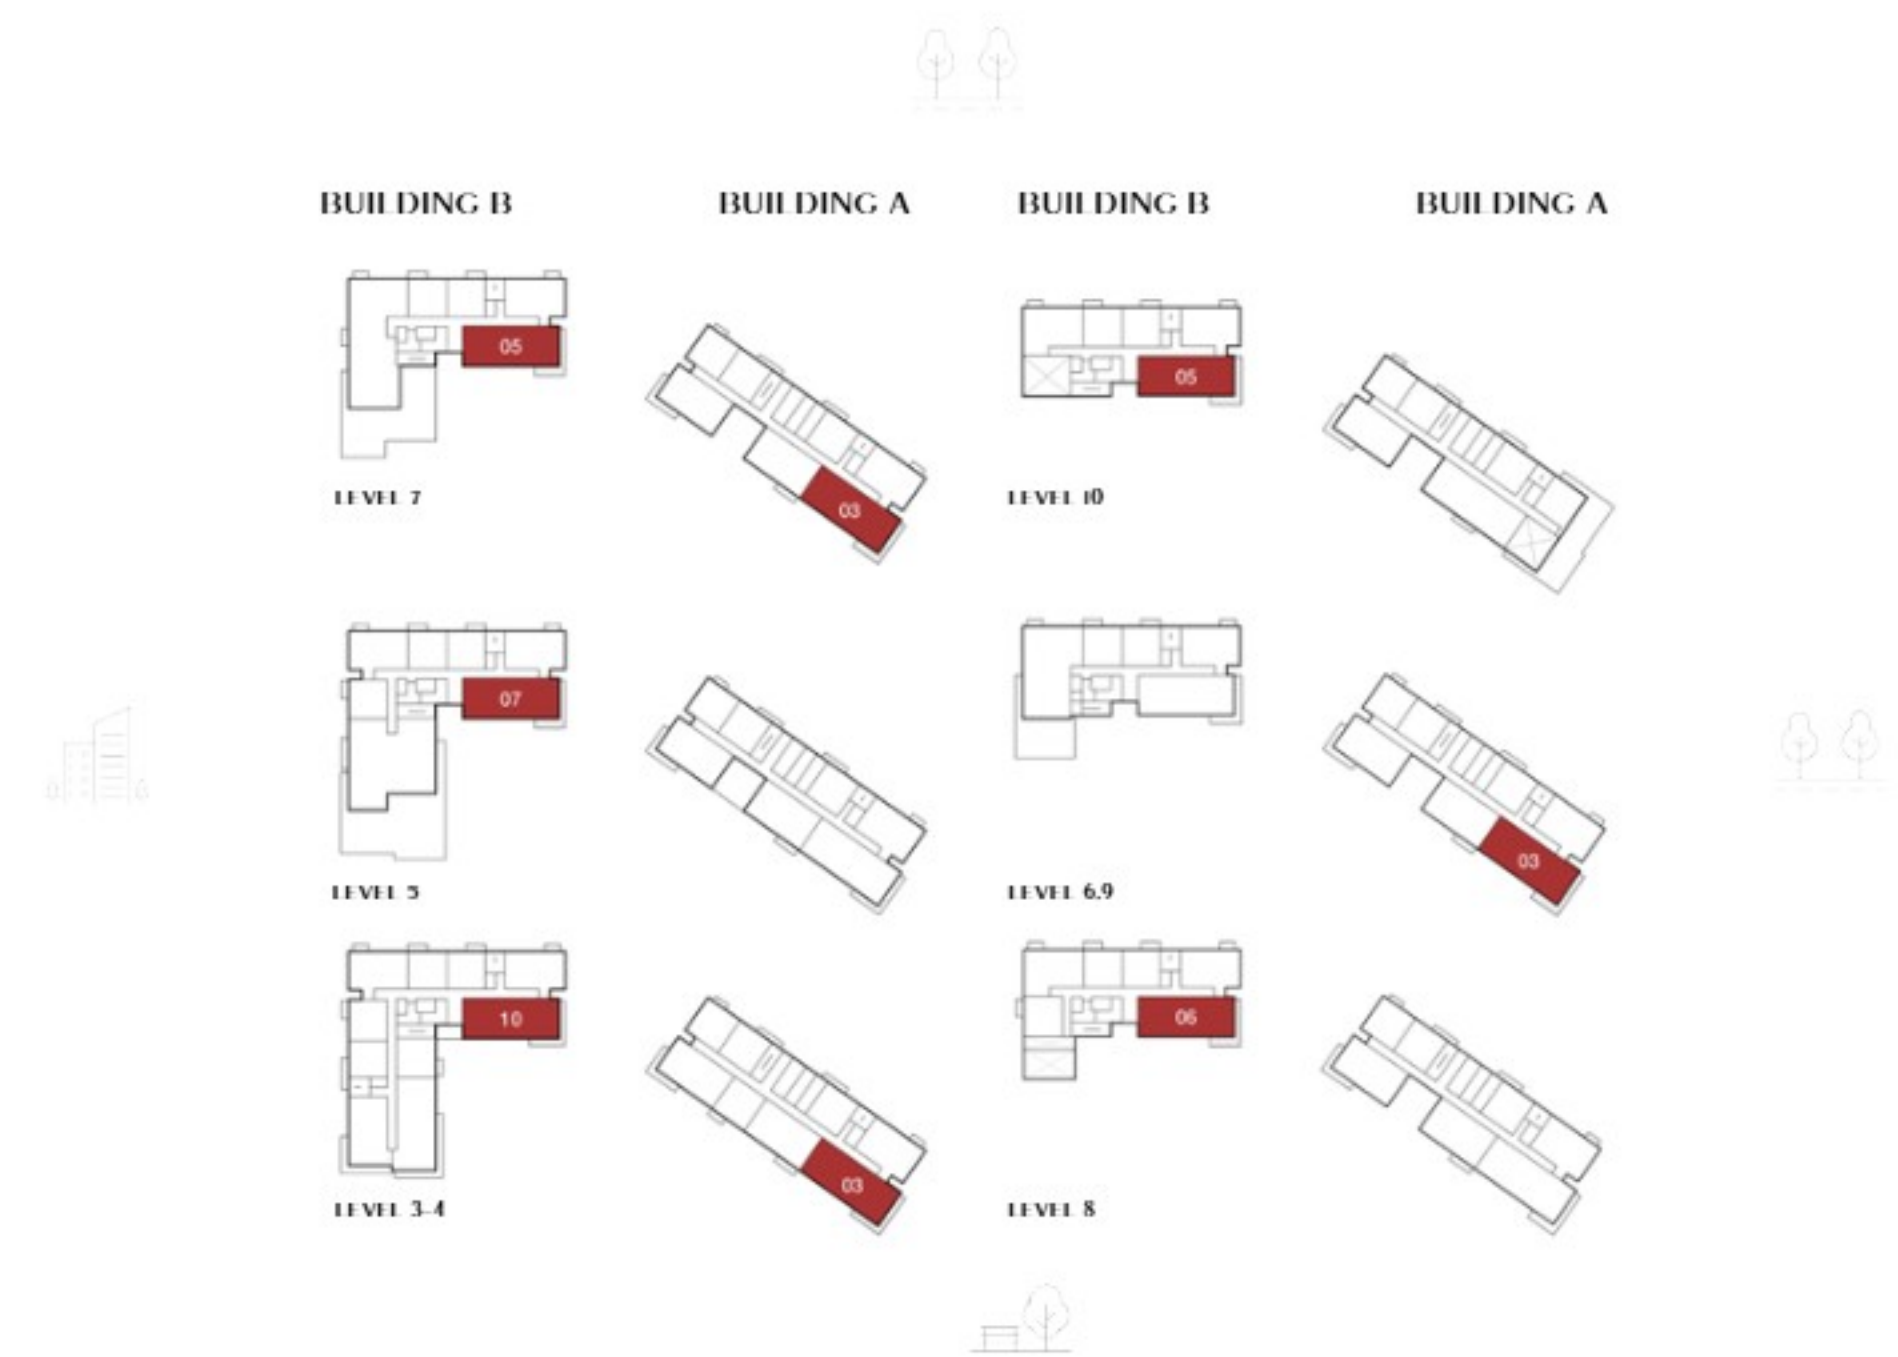 BUILDING B BUILDING A BUILDING B BUILDING A
05
05
03
LEVEL 7
LEVEL 10
07
03
LEVEL 5
LEVEL 6,9
10
06
03
LEVEL 3-4
LEVEL 8